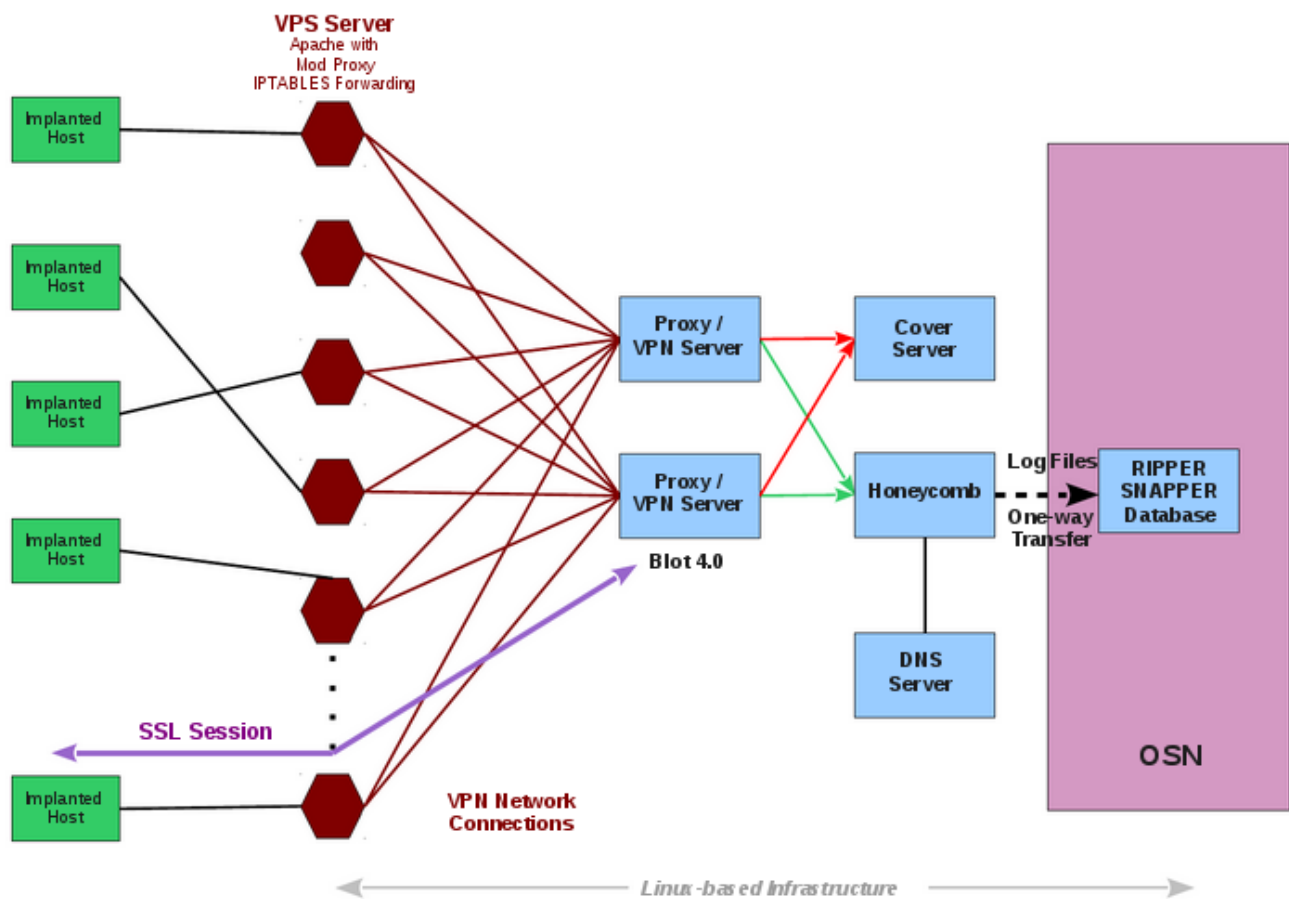 VPS Server
Apache with
Mod Proxy
IPTABLES Forwarding
Implanted
Host
Implanted
Host
Implanted
Host
Implanted
Host
Implanted
Host
Proxy /
VPN Server
Proxy /
VPN Server
Blot 4.0
Cover
Server
Honeycomb
DNS
Server
Log Files
One-way
Transfer
RIPPER
SNAPPER
Database
OSN
SSL Session
VPN Network
Connections
Linux-based Infrastructure